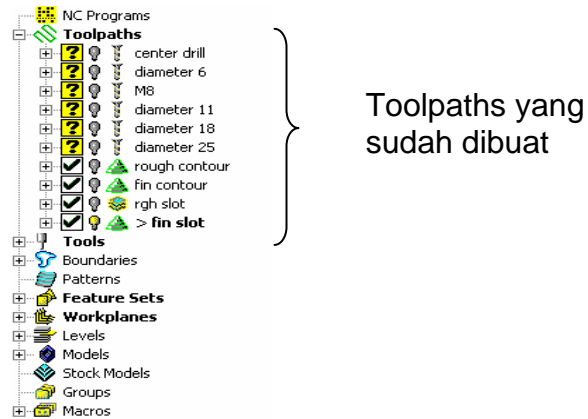 NC Programs
Toolpaths
? center drill
? diameter 6
? M8
? diameter 11
? diameter 18
? diameter 25
rough contour
fin contour
rgh slot
> fin slot
Tools
Boundaries
Patterns
Feature Sets
Workplanes
Levels
Models
Stock Models
Groups
Macros
Toolpaths yang
sudah dibuat